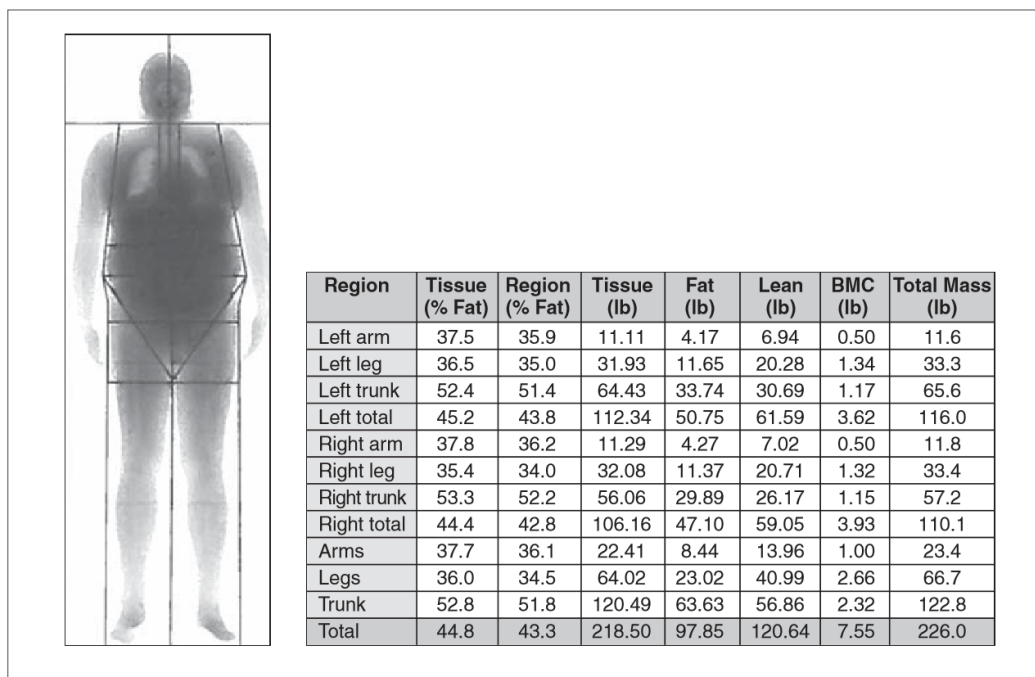 Region Tissue (% Fat) Region (% Fat) Tissue (lb) Fat (lb) Lean (lb) BMC (lb) Total Mass (lb)
Left arm 37.5 35.9 11.11 4.17 6.94 0.50 11.6
Left leg 36.5 35.0 31.93 11.65 20.28 1.34 33.3
Left trunk 52.4 51.4 64.43 33.74 30.69 1.17 65.6
Left total 45.2 43.8 112.34 50.75 61.59 3.62 116.0
Right arm 37.8 36.2 11.29 4.27 7.02 0.50 11.8
Right leg 35.4 34.0 32.08 11.37 20.71 1.32 33.4
Right trunk 53.3 52.2 56.06 29.89 26.17 1.15 57.2
Right total 44.4 42.8 106.16 47.10 59.05 3.93 110.1
Arms 37.7 36.1 22.41 8.44 13.96 1.00 23.4
Legs 36.0 34.5 64.02 23.02 40.99 2.66 66.7
Trunk 52.8 51.8 120.49 63.63 56.86 2.32 122.8
Total 44.8 43.3 218.50 97.85 120.64 7.55 226.0